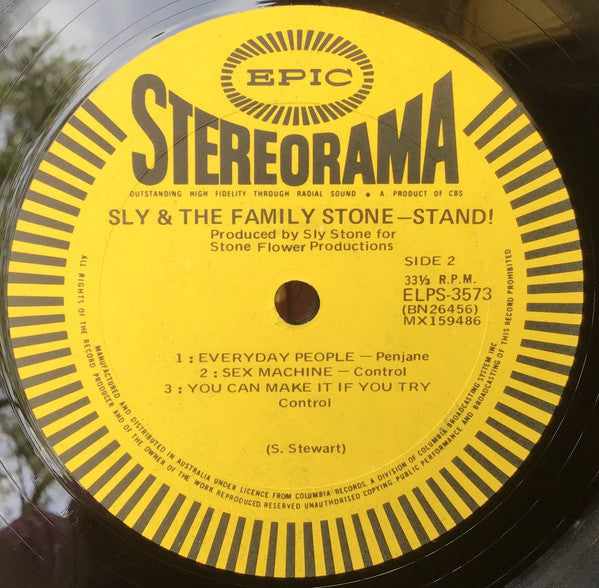 EPIC
STEREORAMA
OUTSTANDING HIGH FIDELITY THROUGH RADIAL SOUND • A PRODUCT OF CBS
SLY & THE FAMILY STONE—STAND!
Produced by Sly Stone for
Stone Flower Productions
SIDE 2
33⅓ R.P.M.
ELPS-3573
(BN26456)
MX159486
1 : EVERYDAY PEOPLE — Penjane
2 : SEX MACHINE — Control
3 : YOU CAN MAKE IT IF YOU TRY
Control
(S. Stewart)
MANUFACTURED AND DISTRIBUTED IN AUSTRALIA UNDER LICENCE FROM COLUMBIA RECORDS, A DIVISION OF COLUMBIA BROADCASTING SYSTEM INC
ALL RIGHTS OF THE RECORD PRODUCER AND OF THE OWNER OF THE WORK REPRODUCED RESERVED UNAUTHORISED COPYING, PUBLIC PERFORMANCE AND BROADCASTING OF THIS RECORD PROHIBITED